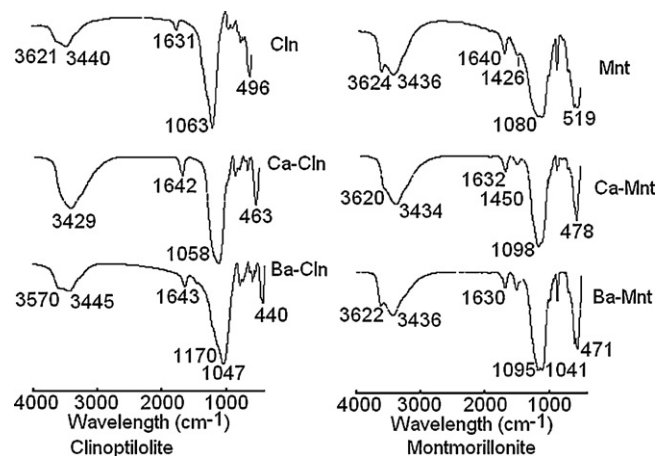 Cln
3621 3440
1631
496
1063
Ca-Cln
1642
463
3429
1058
Ba-Cln
3570 3445
1643
440
1170
1047
4000 3000 2000 1000
Wavelength (cm-1)
Clinoptilolite
Mnt
1640
3624 3436
1426
1080
519
Ca-Mnt
1632
3620
3434
1450
478
1098
Ba-Mnt
1630
3622 3436
471
1095 1041
4000 3000 2000 1000
Wavelength (cm-1)
Montmorillonite